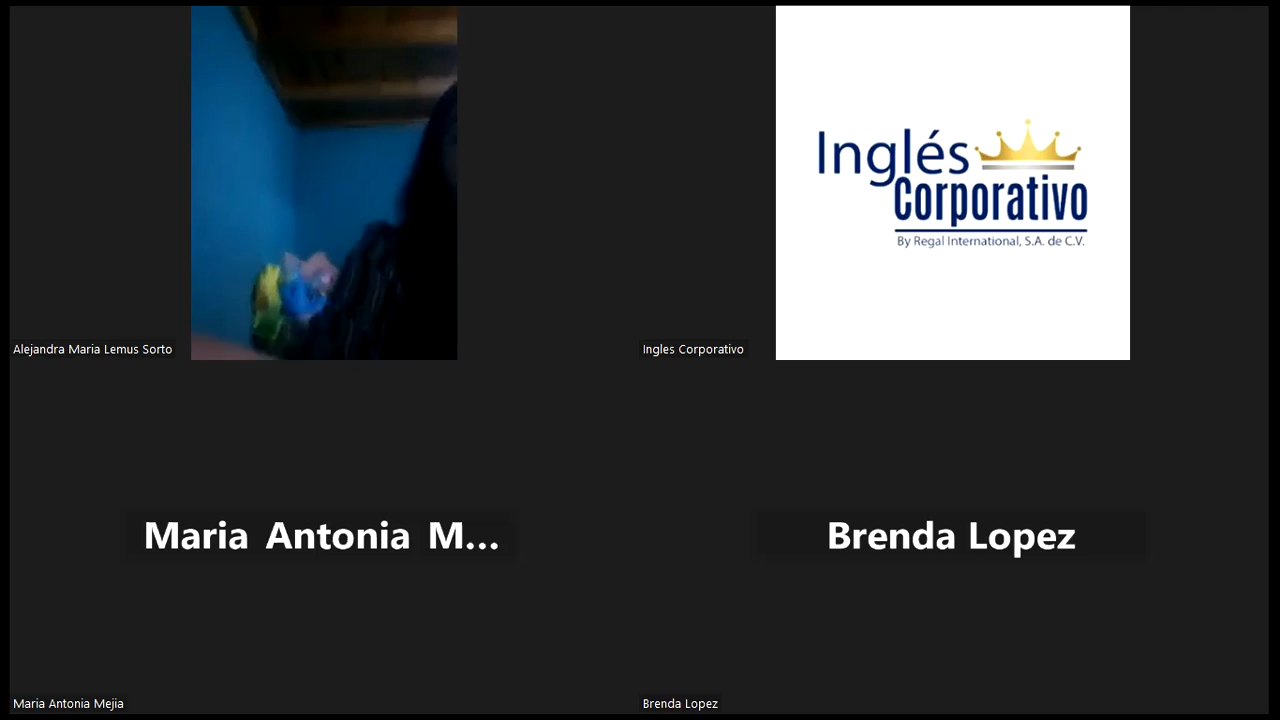 Inglés
Corporativo
By Regal International, S.A. de C.V.
Alejandra Maria Lemus Sorto
Ingles Corporativo
Maria Antonia M...
Brenda Lopez
Maria Antonia Mejia
Brenda Lopez